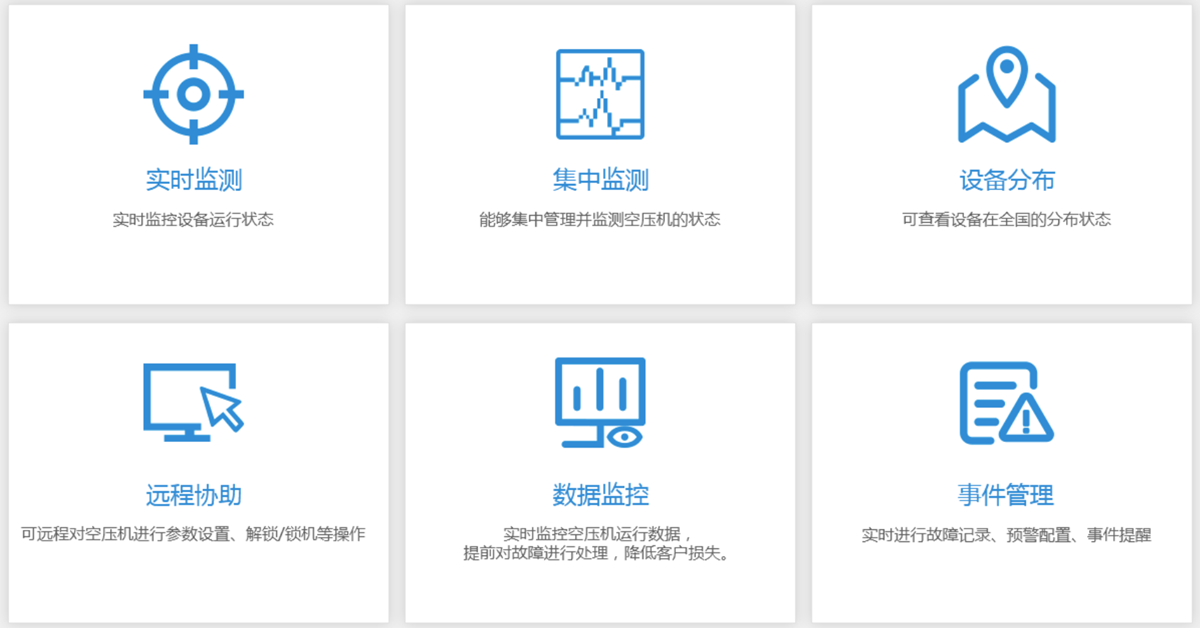 实时监测
实时监控设备运行状态
集中监测
能够集中管理并监测空压机的状态
设备分布
可查看设备在全国的分布状态
远程协助
可远程对空压机进行参数设置、解锁/锁机等操作
数据监控
实时监控空压机运行数据，
提前对故障进行处理，降低客户损失。
事件管理
实时进行故障记录、预警配置、事件提醒